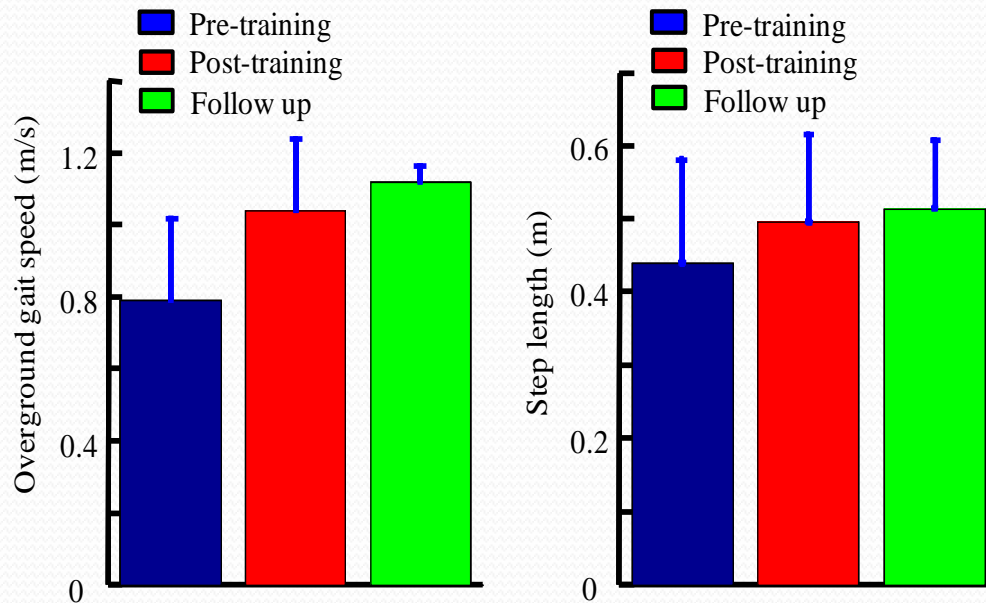 Pre-training
Post-training
Follow up
Overground gait speed (m/s)
1.2
0.8
0.4
0
Pre-training
Post-training
Follow up
Step length (m)
0.6
0.4
0.2
0